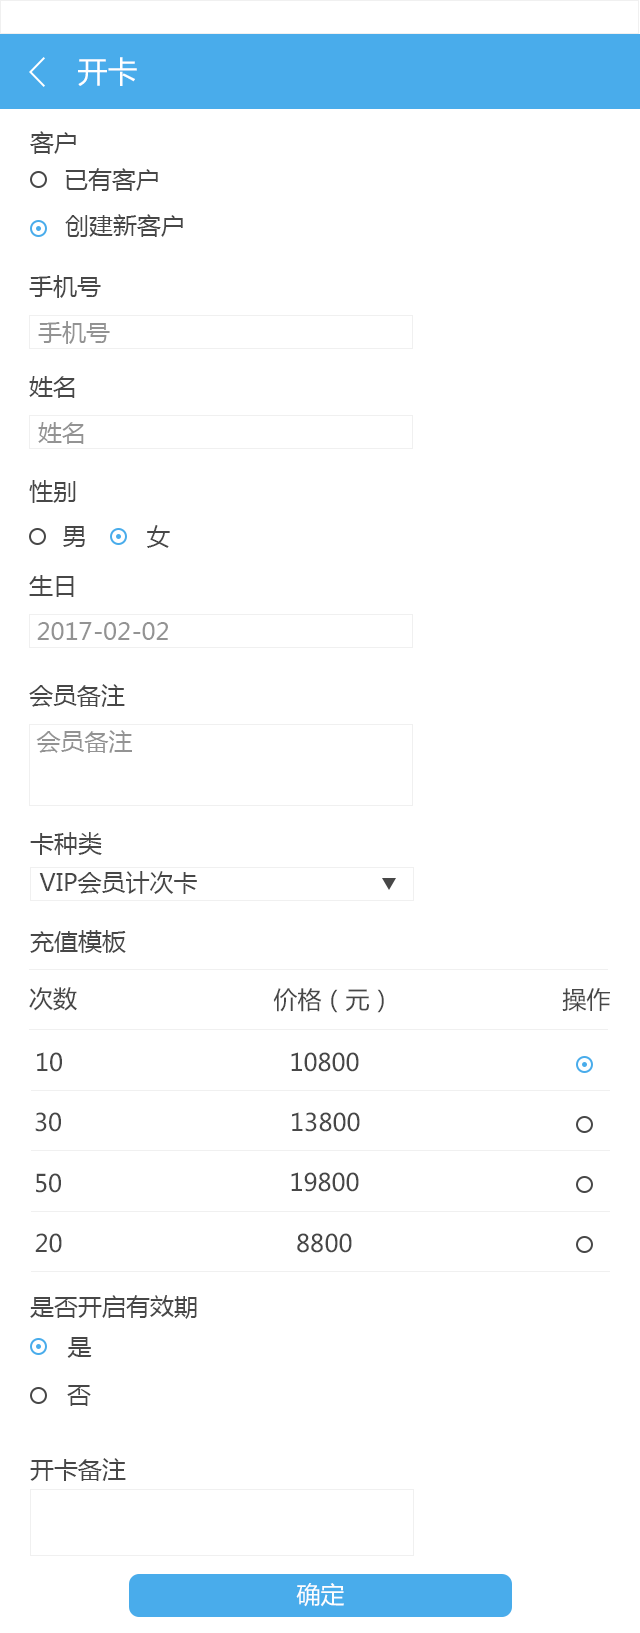 开卡
客户
已有客户
创建新客户
手机号
手机号
姓名
姓名
性别
男 女
生日
2017-02-02
会员备注
会员备注
卡种类
VIP会员计次卡
充值模板
次数 价格（元） 操作
10 10800
30 13800
50 19800
20 8800
是否开启有效期
是
否
开卡备注
确定